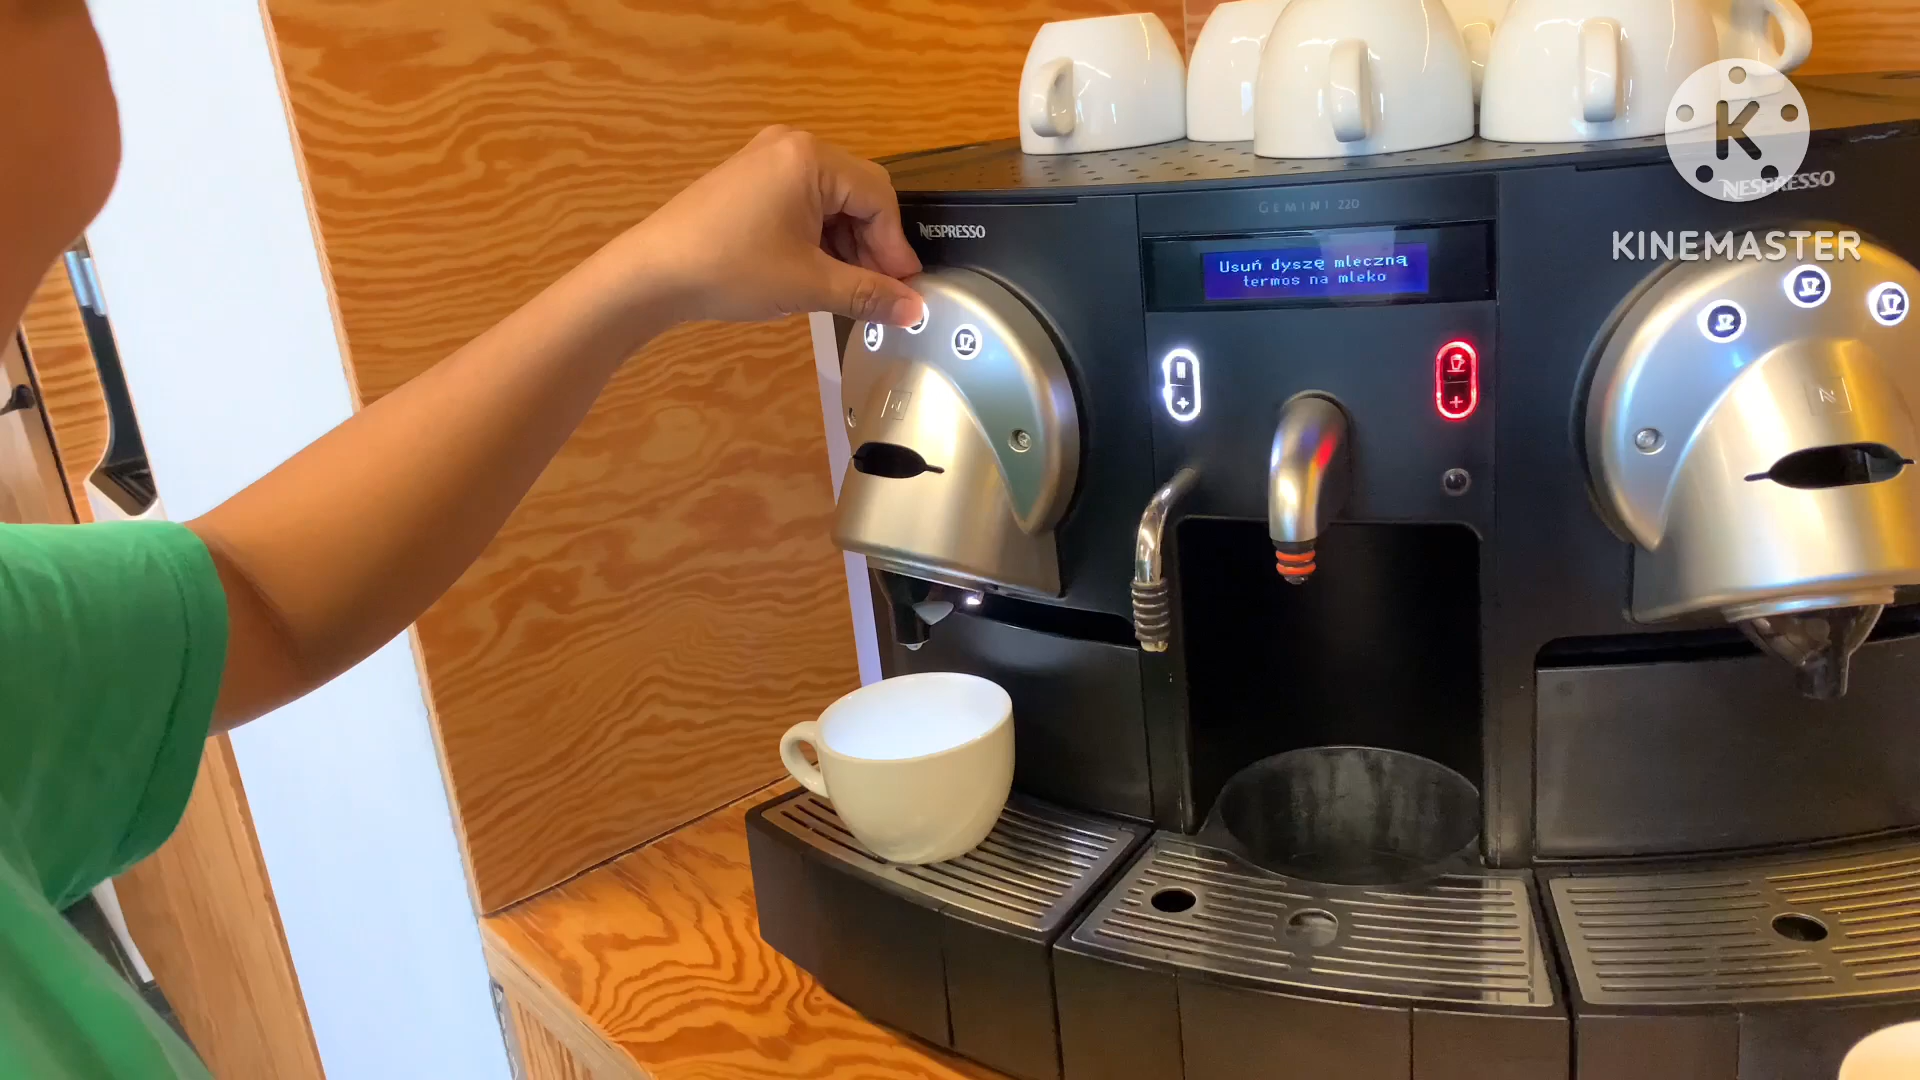 NESPRESSO
GEMINI 220
Usuń dyszę mleczną
termos na mleko
K
NESPRESSO
KINEMASTER